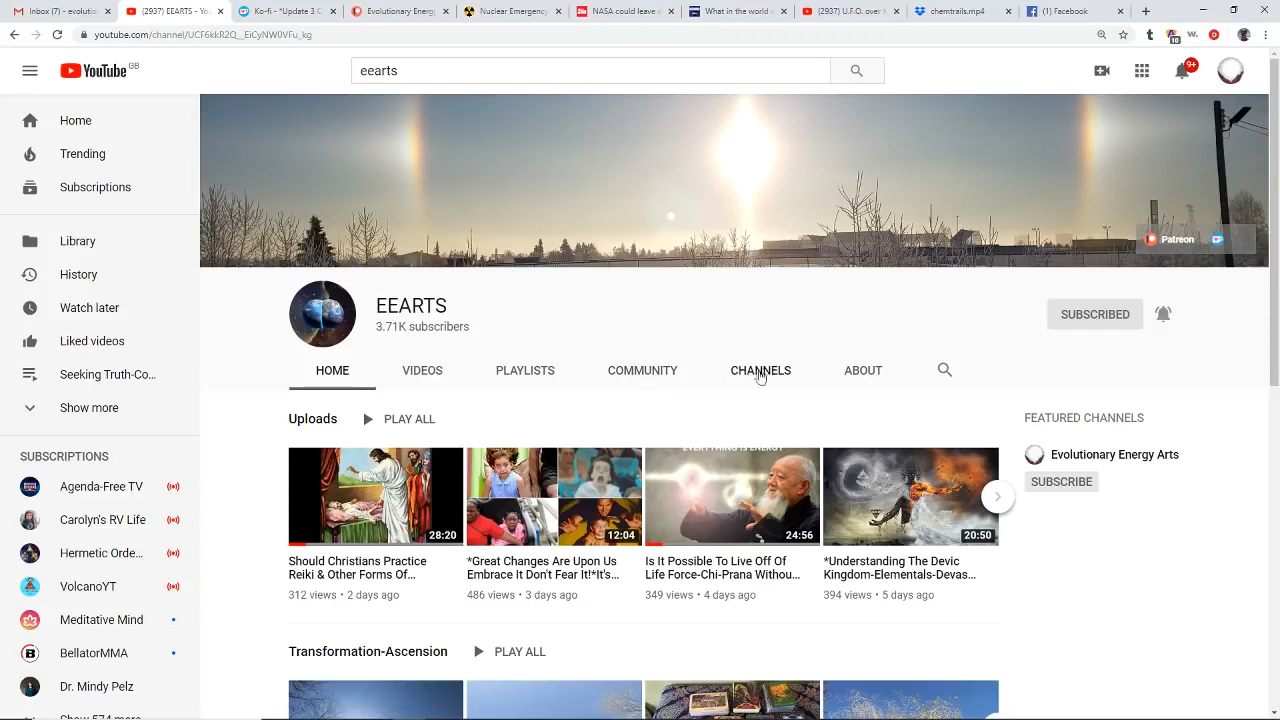 Inbox (7) - evolution
(2937) EEARTS - Yo
Ko-fi - *Update 3 C
Evolutionary Energ
Nuclear Emergency
NASA could leave
What in the world
(2937) U.F.O. over
chemtrails.png
(1) Facebook
youtube.com/channel/UCF6kkR2Q__EiCyNW0VFu_kg
10
YouTube GB
eearts
9+
Home
Trending
Subscriptions
Library
History
Watch later
Liked videos
Seeking Truth-Co...
Show more
SUBSCRIPTIONS
Agenda-Free TV
Carolyn's RV Life
Hermetic Orde...
VolcanoYT
Meditative Mind
BellatorMMA
Dr. Mindy Pelz
Show 574 more
Patreon
EEARTS
3.71K subscribers
SUBSCRIBED
HOME VIDEOS PLAYLISTS COMMUNITY CHANNELS ABOUT
Uploads PLAY ALL
EVERYTHING IS ENERGY
28:20
12:04
24:56
20:50
Should Christians Practice
Reiki & Other Forms Of...
312 views • 2 days ago
*Great Changes Are Upon Us
Embrace It Don't Fear It!*It's...
486 views • 3 days ago
Is It Possible To Live Off Of
Life Force-Chi-Prana Withou...
349 views • 4 days ago
*Understanding The Devic
Kingdom-Elementals-Devas...
394 views • 5 days ago
FEATURED CHANNELS
Evolutionary Energy Arts
SUBSCRIBE
Transformation-Ascension PLAY ALL